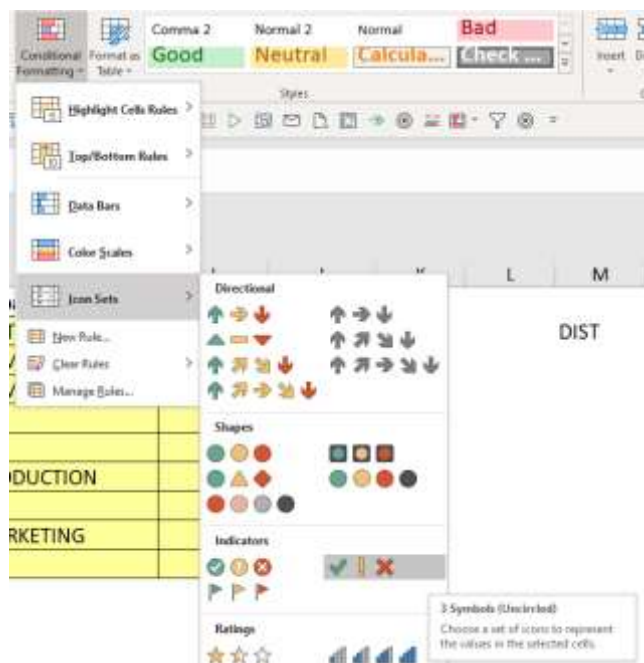 Comma 2 Normal 2 Normal Bad
Conditional Formatting Format as Table Good Neutral Calcula... Check ... Insert
Styles
Highlight Cells Rules
Top/Bottom Rules
Data Bars
Color Scales
K L M
Icon Sets
Directional
New Rule...
DIST
Clear Rules
Manage Rules...
Shapes
ODUCTION
RKETING
Indicators
3 Symbols (Uncircled)
Choose a set of icons to represent
the values in the selected cells.
Ratings